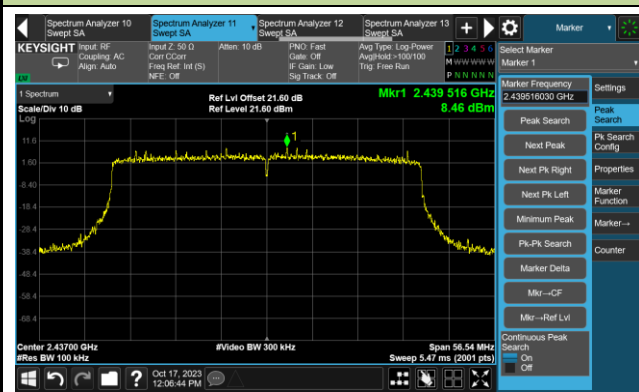 Spectrum Analyzer 10
Swept SA
Spectrum Analyzer 11
Swept SA
Spectrum Analyzer 12
Swept SA
Spectrum Analyzer 13
Swept SA
+
Marker
KEYSIGHT
Input: RF
Coupling: AC
Align: Auto
Input Z: 50 Ω
Corr CCorr
Freq Ref: Int (S)
NFE: Off
Atten: 10 dB
PNO: Fast
Gate: Off
IF Gain: Low
Sig Track: Off
Avg Type: Log-Power
Avg|Hold:>100/100
Trig: Free Run
1 2 3 4 5 6
M W W W W W
P N N N N N
Select Marker
Marker 1
1 Spectrum
Scale/Div 10 dB
Log
Ref Lvl Offset 21.60 dB
Ref Level 21.60 dBm
Mkr1 2.439 516 GHz
8.46 dBm
11.6
1.60
-8.40
-18.4
-28.4
-38.4
-48.4
-58.4
-68.4
1
Center 2.43700 GHz
#Res BW 100 kHz
#Video BW 300 kHz
Span 56.54 MHz
Sweep 5.47 ms (2001 pts)
Marker Frequency
2.439516030 GHz
Peak Search
Next Peak
Next Pk Right
Next Pk Left
Minimum Peak
Pk-Pk Search
Marker Delta
Mkr→CF
Mkr→Ref Lvl
Continuous Peak
Search
On
Off
Settings
Peak
Search
Pk Search
Config
Properties
Marker
Function
Marker→
Counter
?
Oct 17, 2023
12:06:44 PM